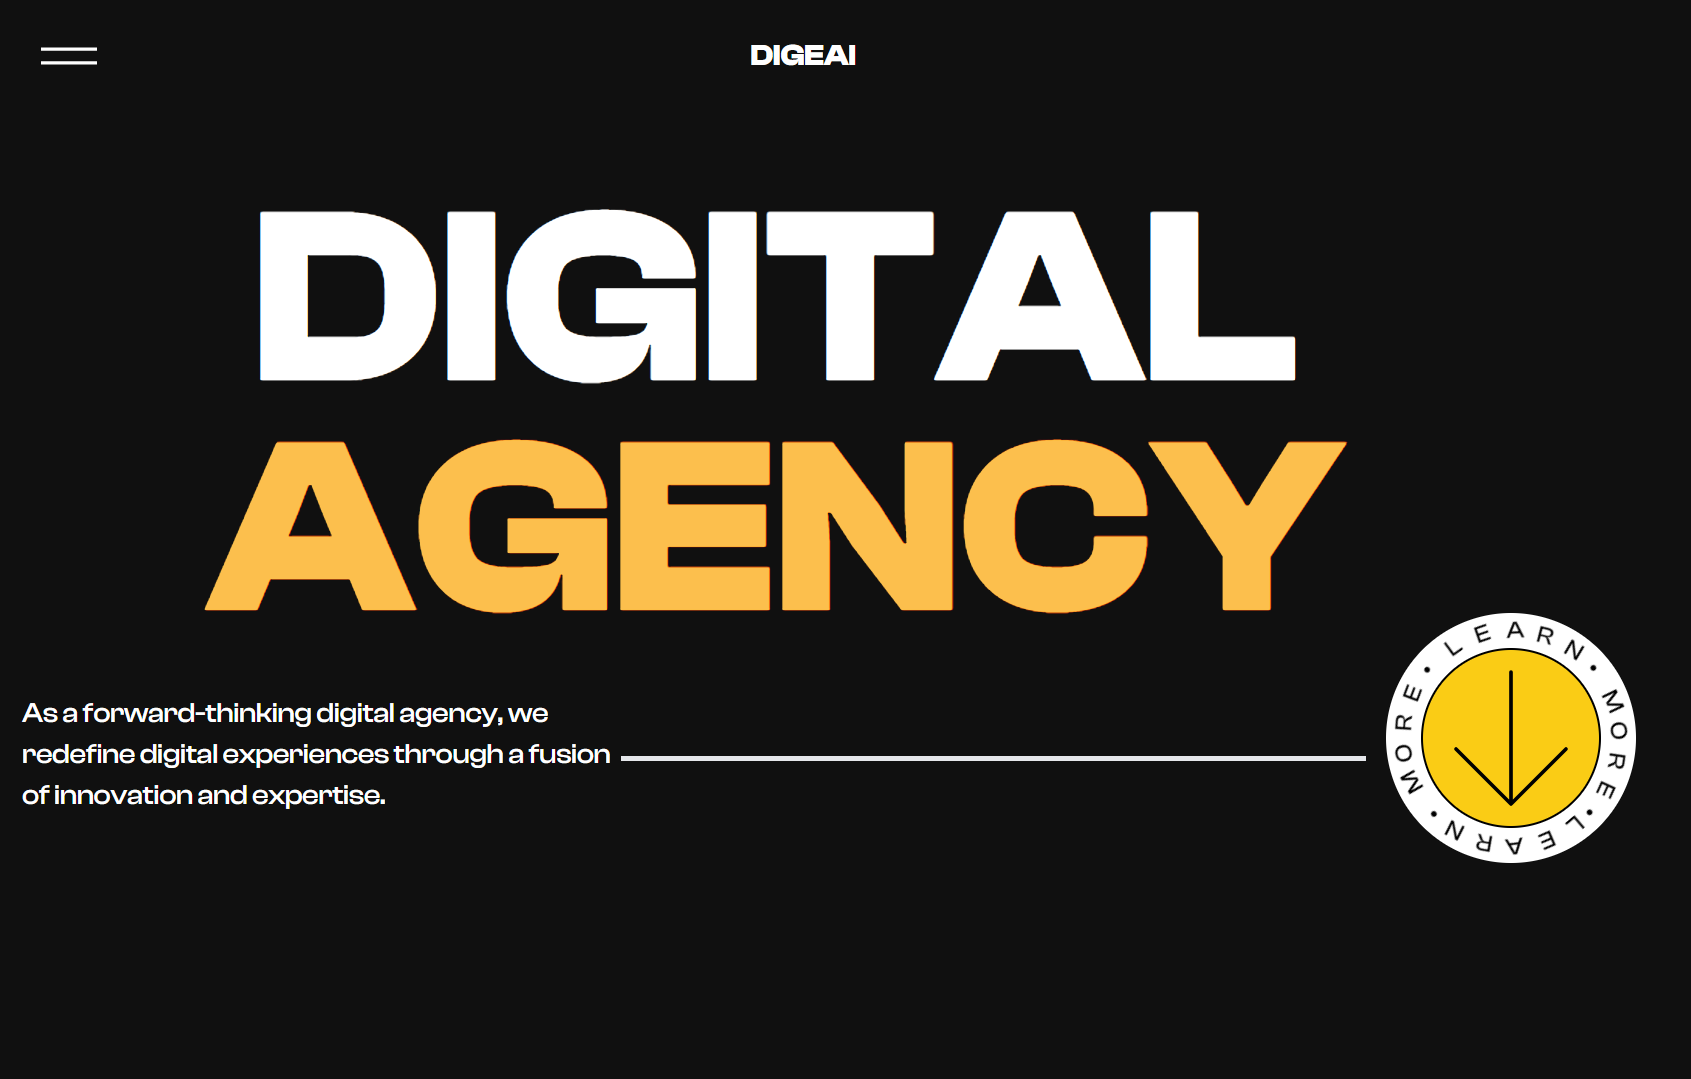 DIGEAI
DIGITAL
AGENCY
As a forward-thinking digital agency, we
redefine digital experiences through a fusion
of innovation and expertise.
LEARN • MORE • LEARN • MORE •